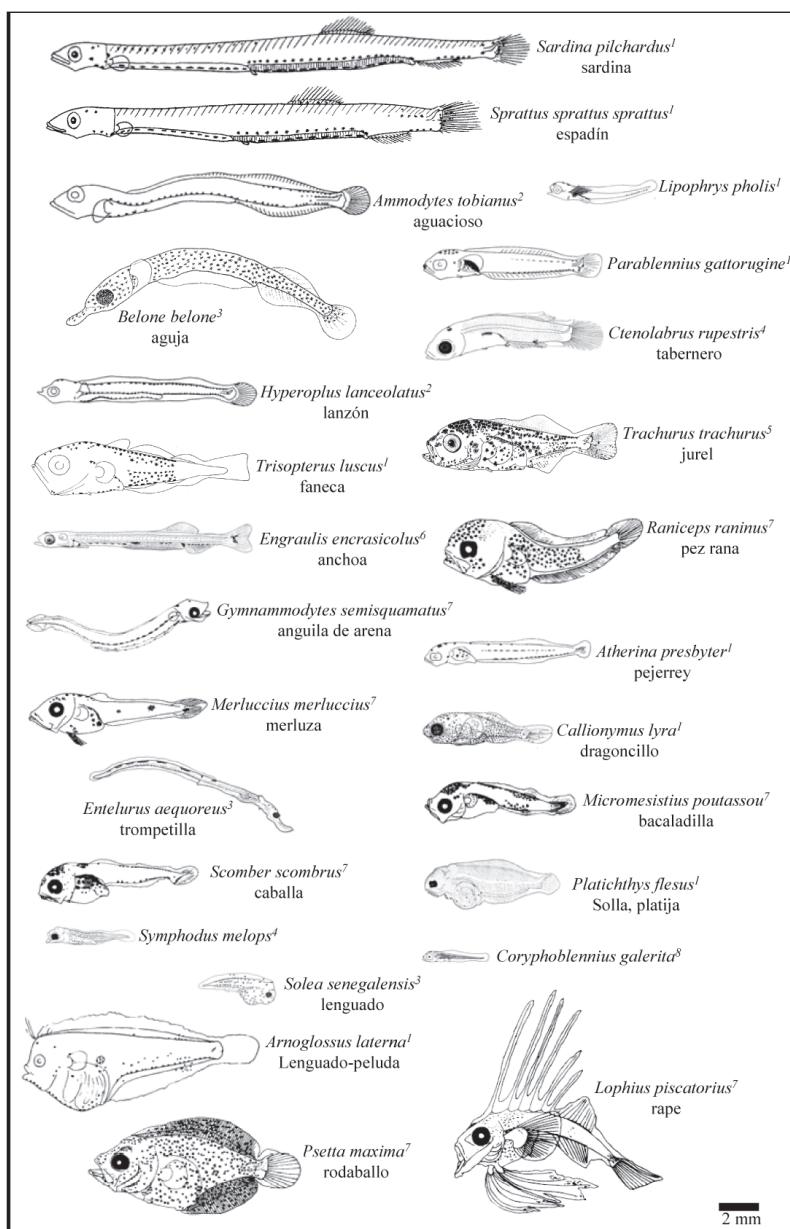 Sardina pilchardus1
sardina
Sprattus sprattus sprattus1
espadín
Ammodytes tobianus2
aguacioso
Lipophrys pholis1
Parablennius gattorugine1
Belone belone3
aguja
Ctenolabrus rupestris4
tabernero
Hyperoplus lanceolatus2
lanzón
Trachurus trachurus5
jurel
Trisopterus luscus1
faneca
Engraulis encrasicolus6
anchoa
Raniceps raninus7
pez rana
Gymnammodytes semisquamatus7
anguila de arena
Atherina presbyter1
pejerrey
Merluccius merluccius7
merluza
Callionymus lyra1
dragoncillo
Entelurus aequoreus3
trompetilla
Micromesistius poutassou7
bacaladilla
Scomber scombrus7
caballa
Platichthys flesus1
Solla, platija
Symphodus melops4
Coryphoblennius galerita8
Solea senegalensis3
lenguado
Arnoglossus laterna1
Lenguado-peluda
Lophius piscatorius7
rape
Psetta maxima7
rodaballo
2 mm